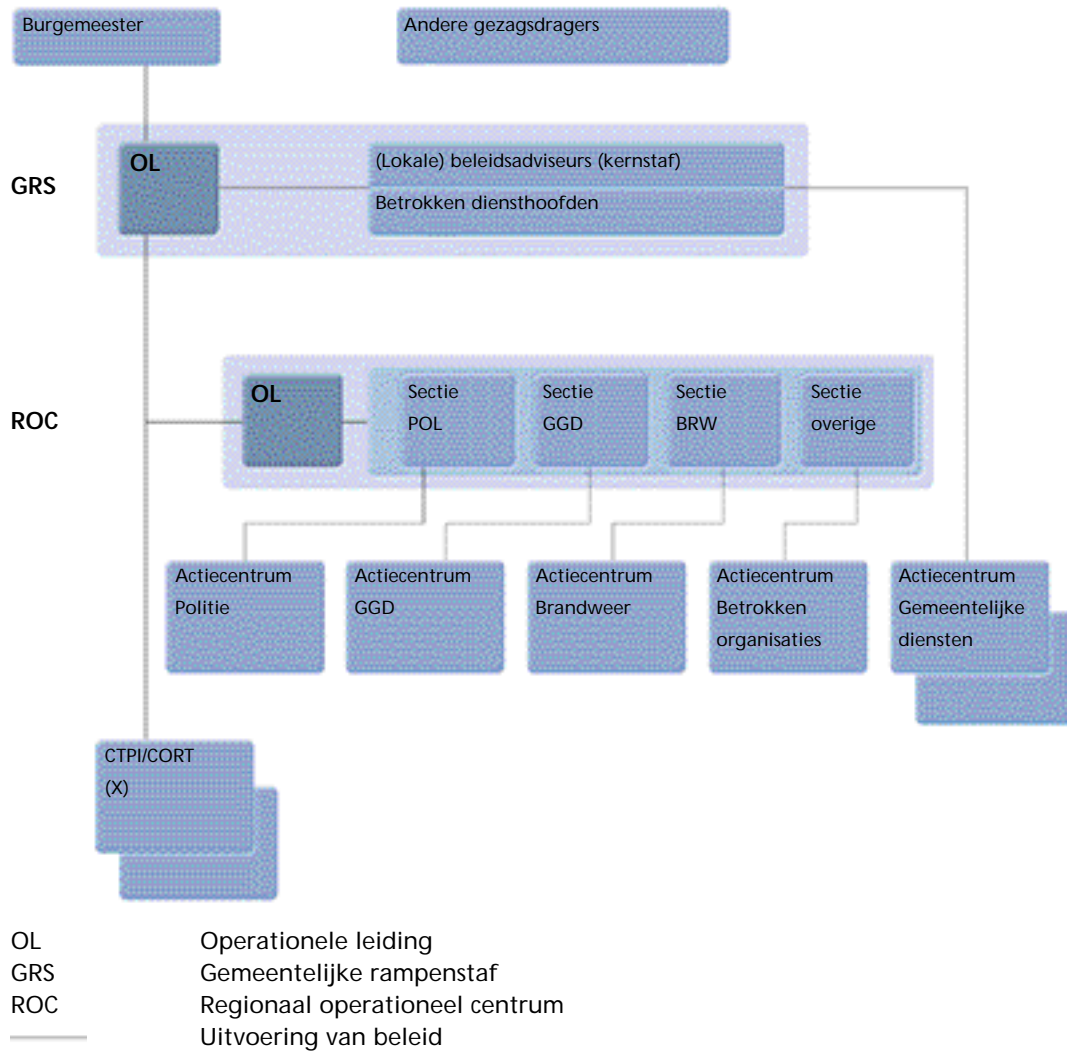 Burgemeester
Andere gezagsdragers
GRS
OL
(Lokale) beleidsadviseurs (kernstaf)
Betrokken diensthoofden
ROC
OL
Sectie
POL
Sectie
GGD
Sectie
BRW
Sectie
overige
Actiecentrum
Politie
Actiecentrum
GGD
Actiecentrum
Brandweer
Actiecentrum
Betrokken
organisaties
Actiecentrum
Gemeentelijke
diensten
CTPI/CORT
(X)
OL Operationele leiding
GRS Gemeentelijke rampenstaf
ROC Regionaal operationeel centrum
Uitvoering van beleid